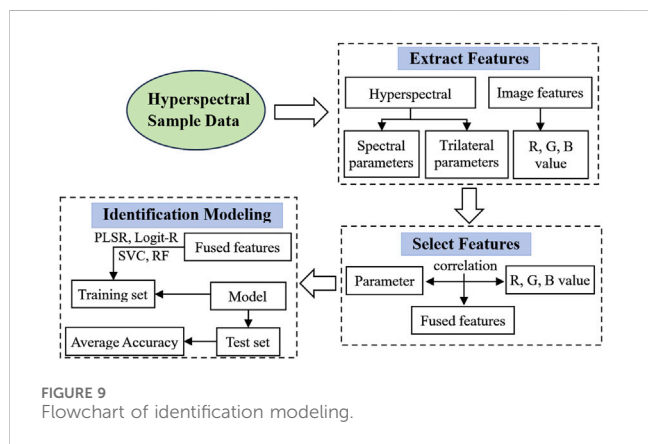 Hyperspectral
Sample Data
Extract Features
Hyperspectral
Image features
Spectral
parameters
Trilateral
parameters
R, G, B
value
Select Features
correlation
Parameter
R, G, B value
Fused features
Identification Modeling
PLSR, Logit-R
SVC, RF
Fused features
Training set
Model
Average Accuracy
Test set
FIGURE 9
Flowchart of identification modeling.